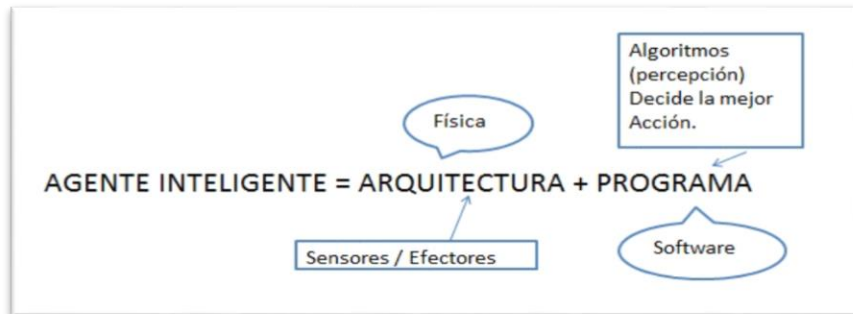 Algoritmos
(percepción)
Decide la mejor
Acción.
Física
AGENTE INTELIGENTE = ARQUITECTURA + PROGRAMA
Sensores / Efectores
Software